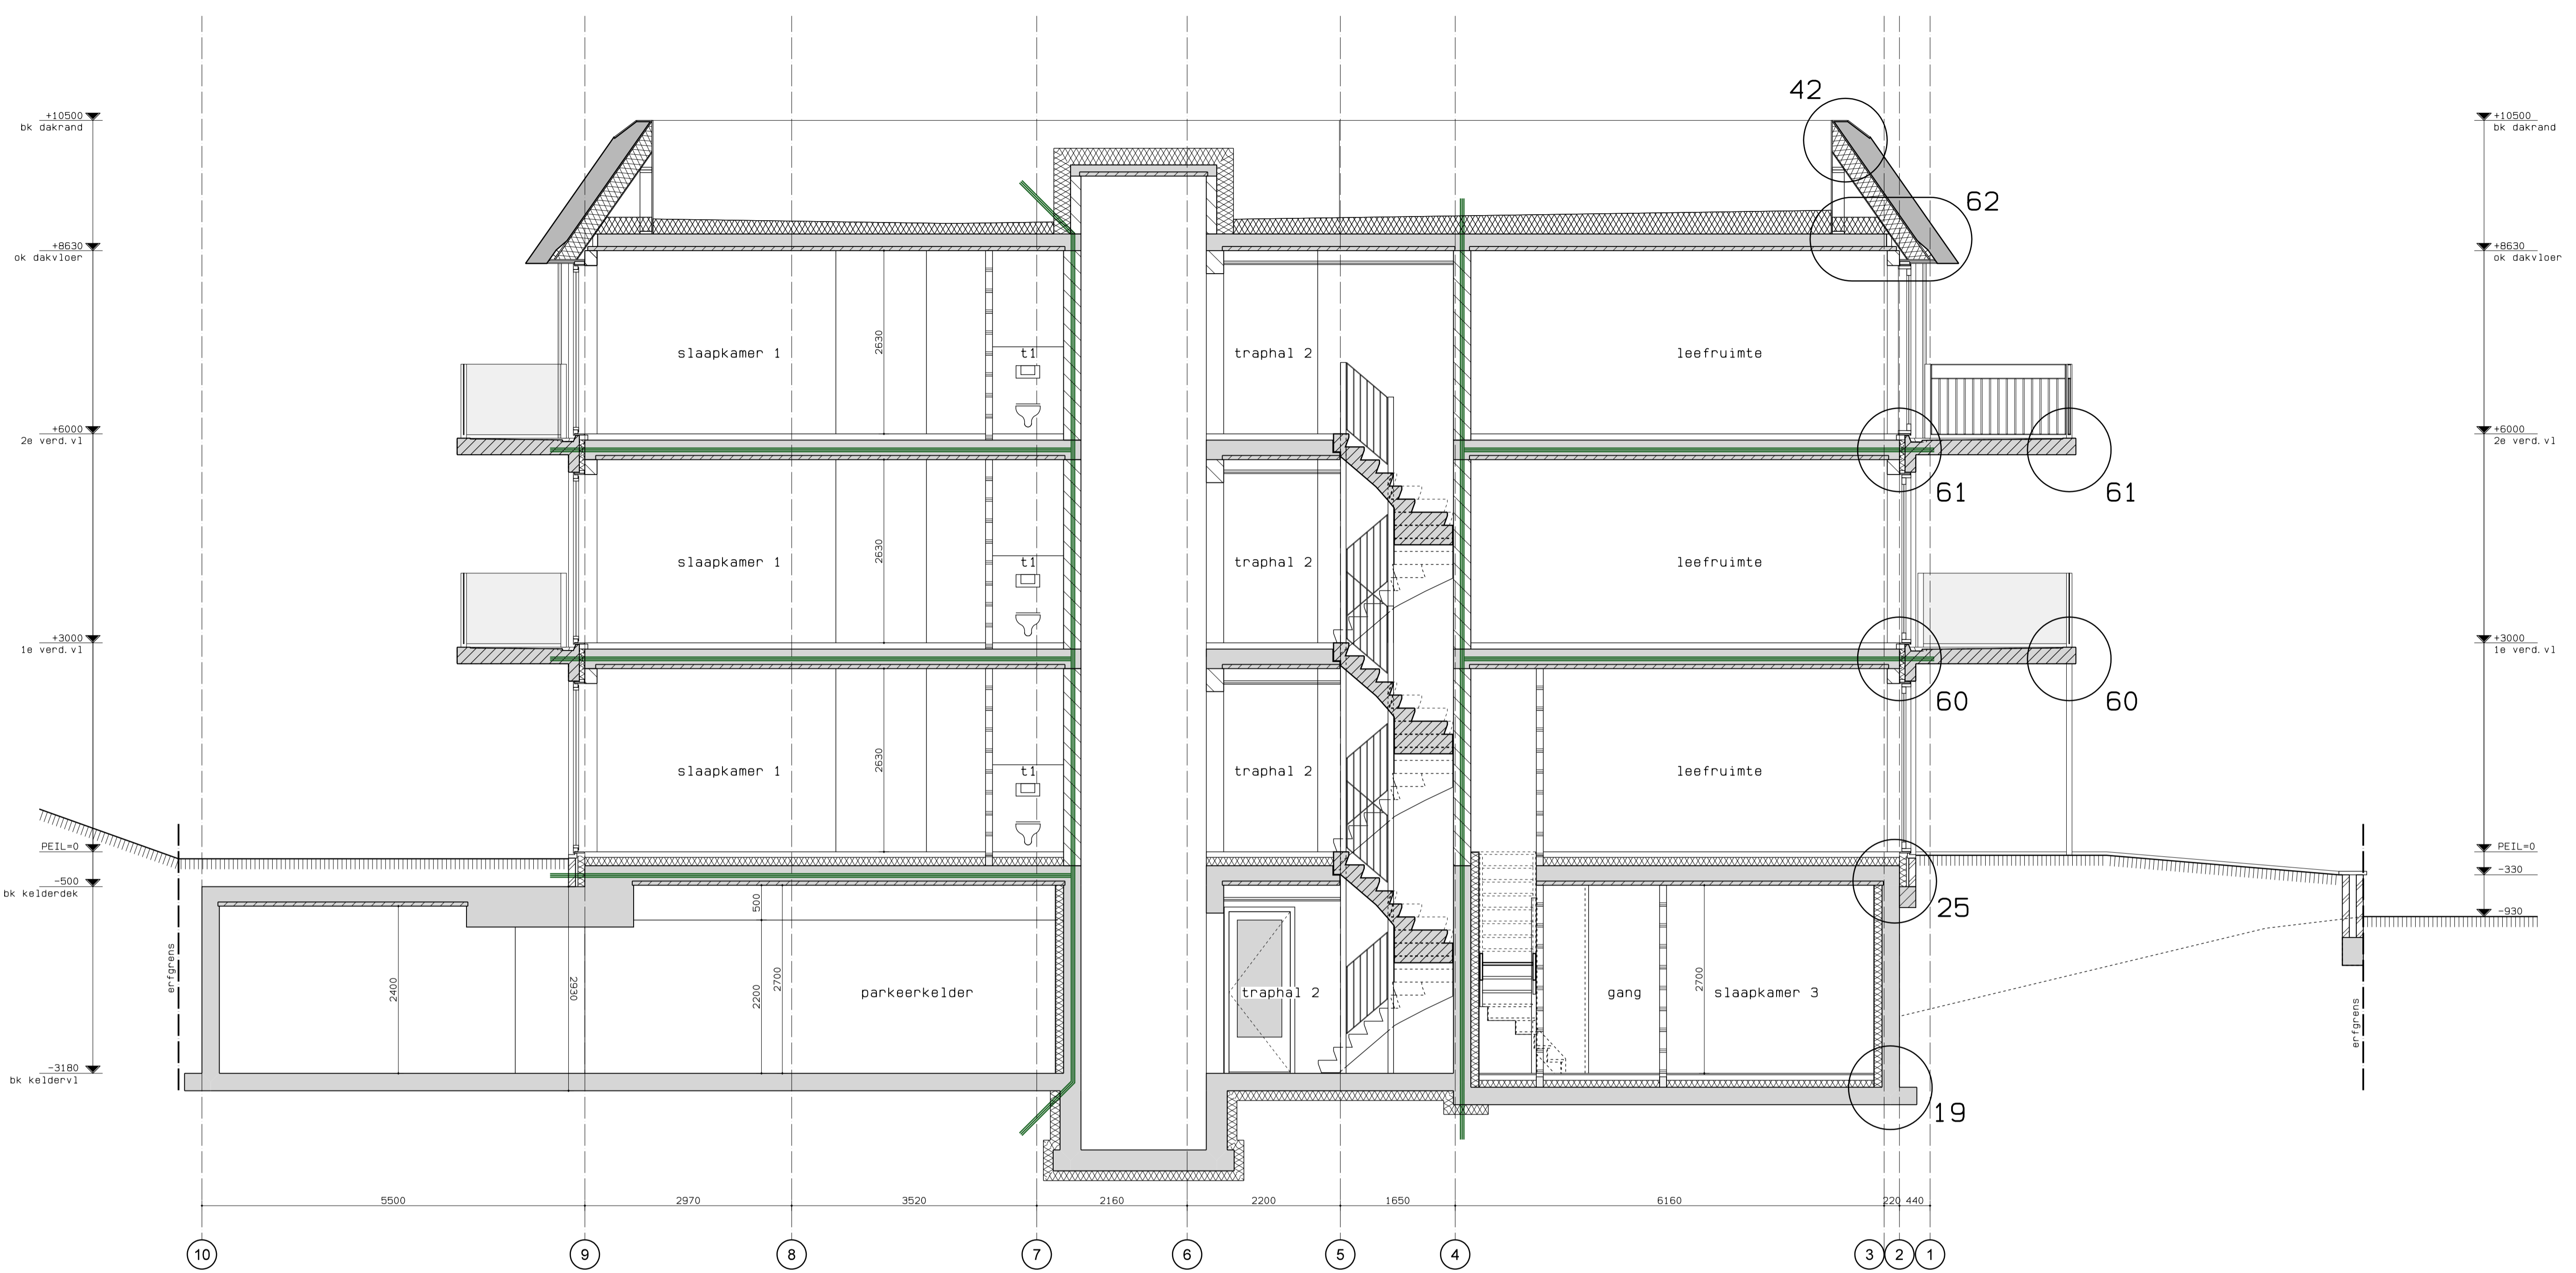 42
+10500
bk dakrand
+10500
bk dakrand
62
+8630
ok dakvloer
+8630
ok dakvloer
slaapkamer 1
2630
t1
traphal 2
leefruimte
+6000
2e verd.vl
+6000
2e verd.vl
61
61
slaapkamer 1
2630
t1
traphal 2
leefruimte
+3000
1e verd.vl
+3000
1e verd.vl
60
60
slaapkamer 1
2630
t1
traphal 2
leefruimte
PEIL=0
PEIL=0
-500
bk kelderdek
-330
-930
500
25
erfgrens
2400
2930
2200
2700
parkeerkelder
traphal 2
gang
slaapkamer 3
2700
erfgrens
-3180
bk keldervl
19
5500
2970
3520
2160
2200
1650
6160
220
440
10
9
8
7
6
5
4
3
2
1